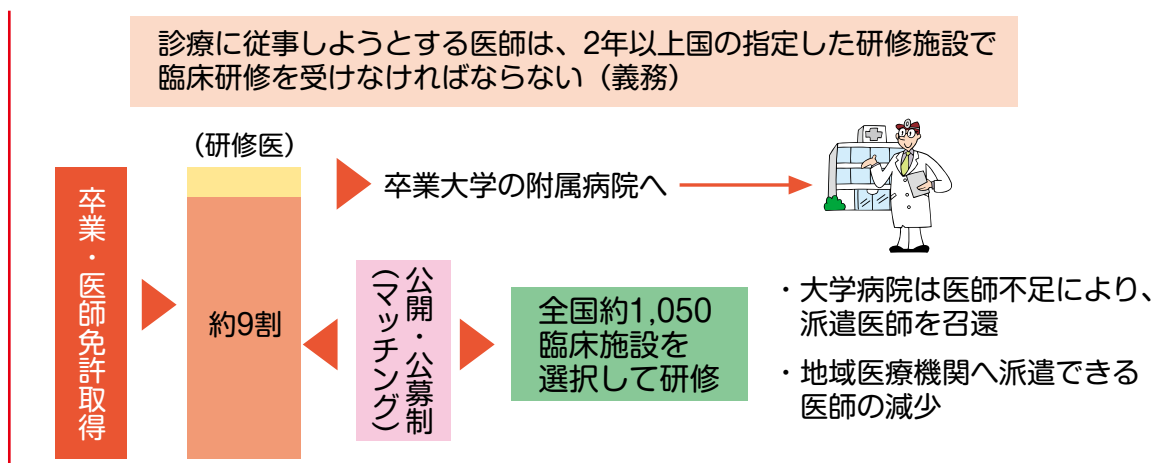 診療に従事しようとする医師は、2年以上国の指定した研修施設で
臨床研修を受けなければならない（義務）
（研修医）
卒業大学の附属病院へ
卒業・医師免許取得
約9割
公開・公募制
（マッチング）
全国約1,050
臨床施設を
選択して研修
・大学病院は医師不足により、
派遣医師を召還
・地域医療機関へ派遣できる
医師の減少